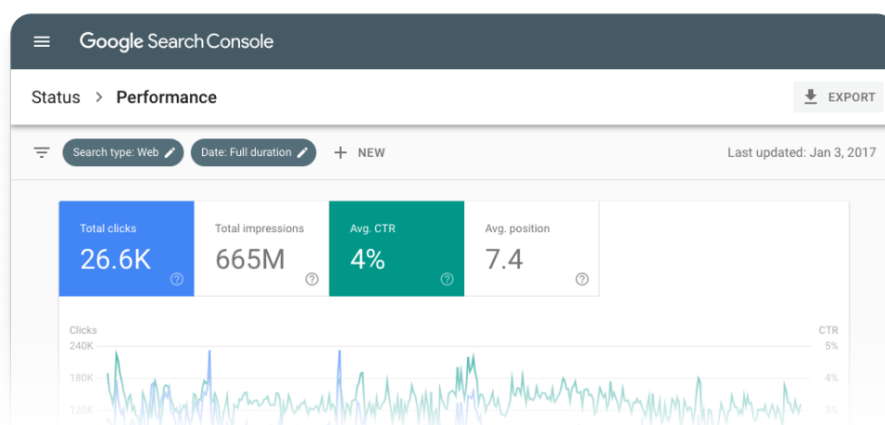 Google Search Console
Status > Performance
EXPORT
Search type: Web
Date: Full duration
+ NEW
Last updated: Jan 3, 2017
Total clicks
26.6K
Total impressions
665M
Avg. CTR
4%
Avg. position
7.4
Clicks
CTR
240K
5%
180K
4%
120K
3%